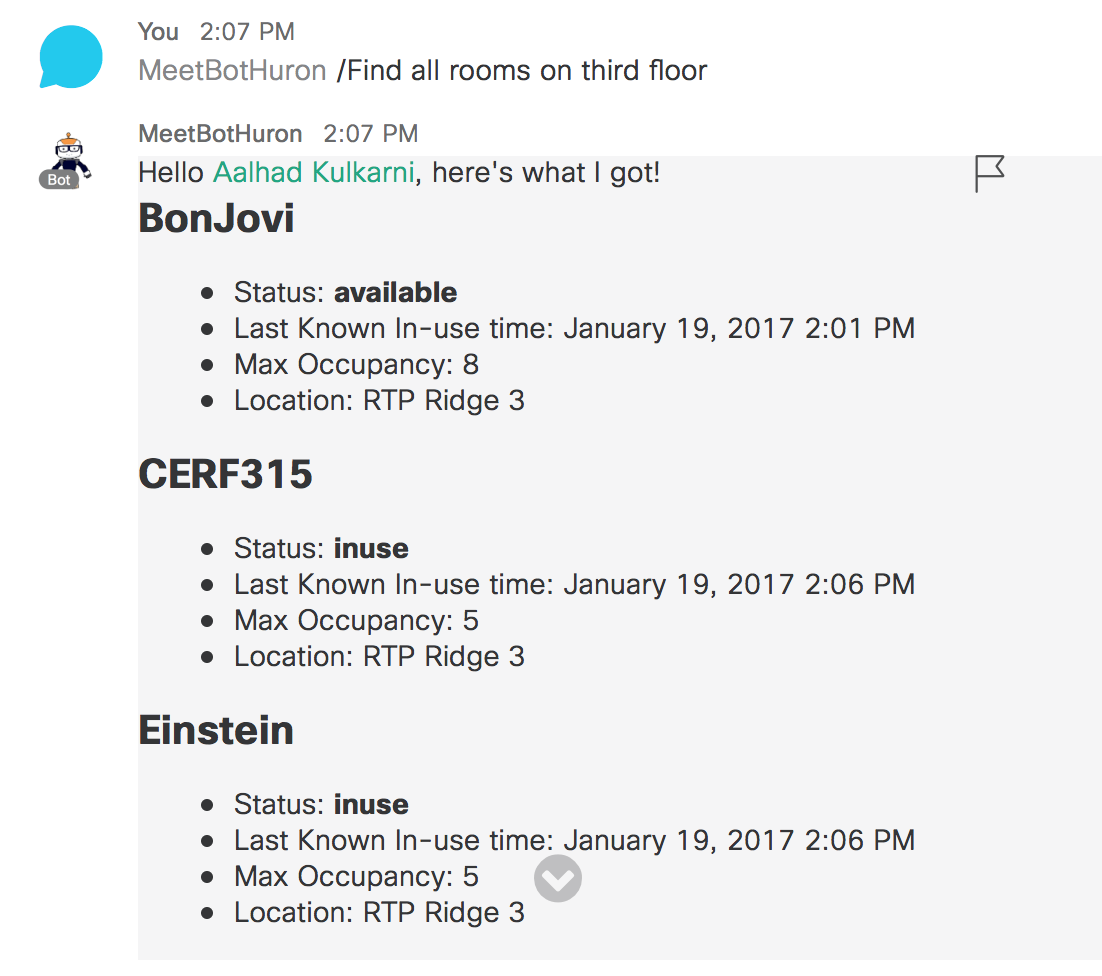 You 2:07 PM
MeetBotHuron /Find all rooms on third floor
MeetBotHuron 2:07 PM
Bot
Hello Aalhad Kulkarni, here's what I got!
BonJovi
Status: available
Last Known In-use time: January 19, 2017 2:01 PM
Max Occupancy: 8
Location: RTP Ridge 3
CERF315
Status: inuse
Last Known In-use time: January 19, 2017 2:06 PM
Max Occupancy: 5
Location: RTP Ridge 3
Einstein
Status: inuse
Last Known In-use time: January 19, 2017 2:06 PM
Max Occupancy: 5
Location: RTP Ridge 3